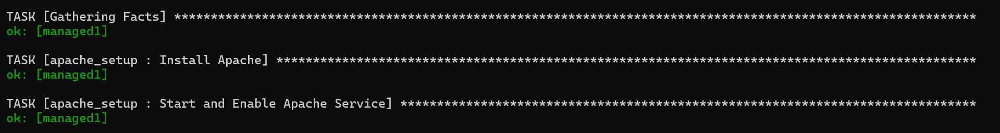 TASK [Gathering Facts] **************************************************************************************************************
ok: [managed1]
TASK [apache_setup : Install Apache] ************************************************************************************************
ok: [managed1]
TASK [apache_setup : Start and Enable Apache Service] *******************************************************************************
ok: [managed1]